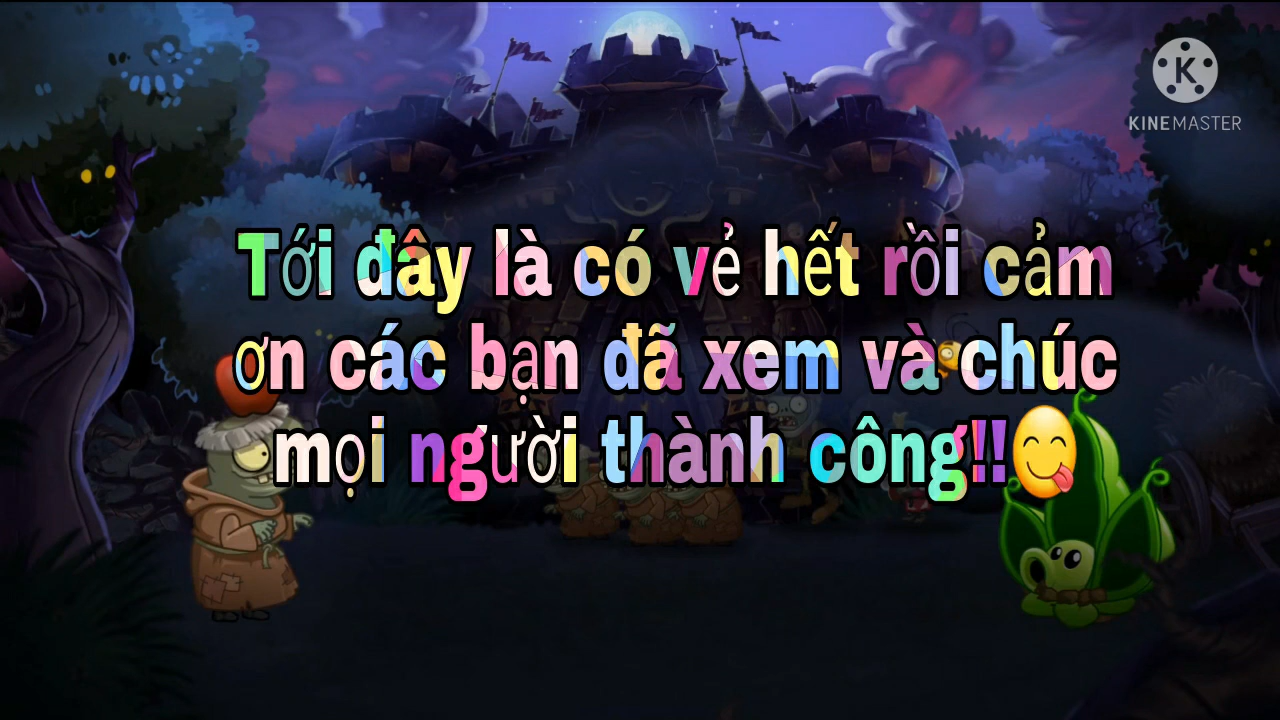 KINEMASTER
Tới đây là có vẻ hết rồi cảm
ơn các bạn đã xem và chúc
mọi người thành công!!😋